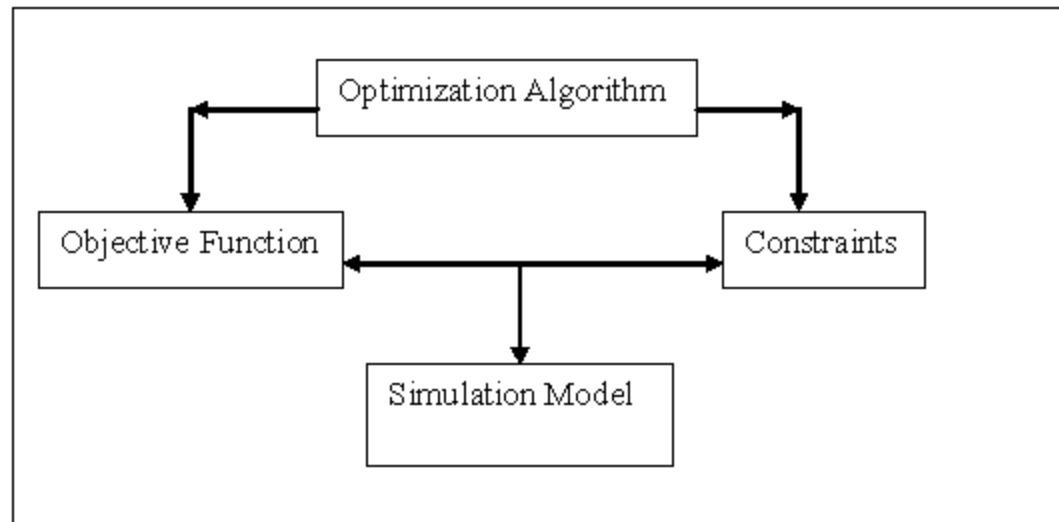 Optimization Algorithm
Objective Function
Constraints
Simulation Model